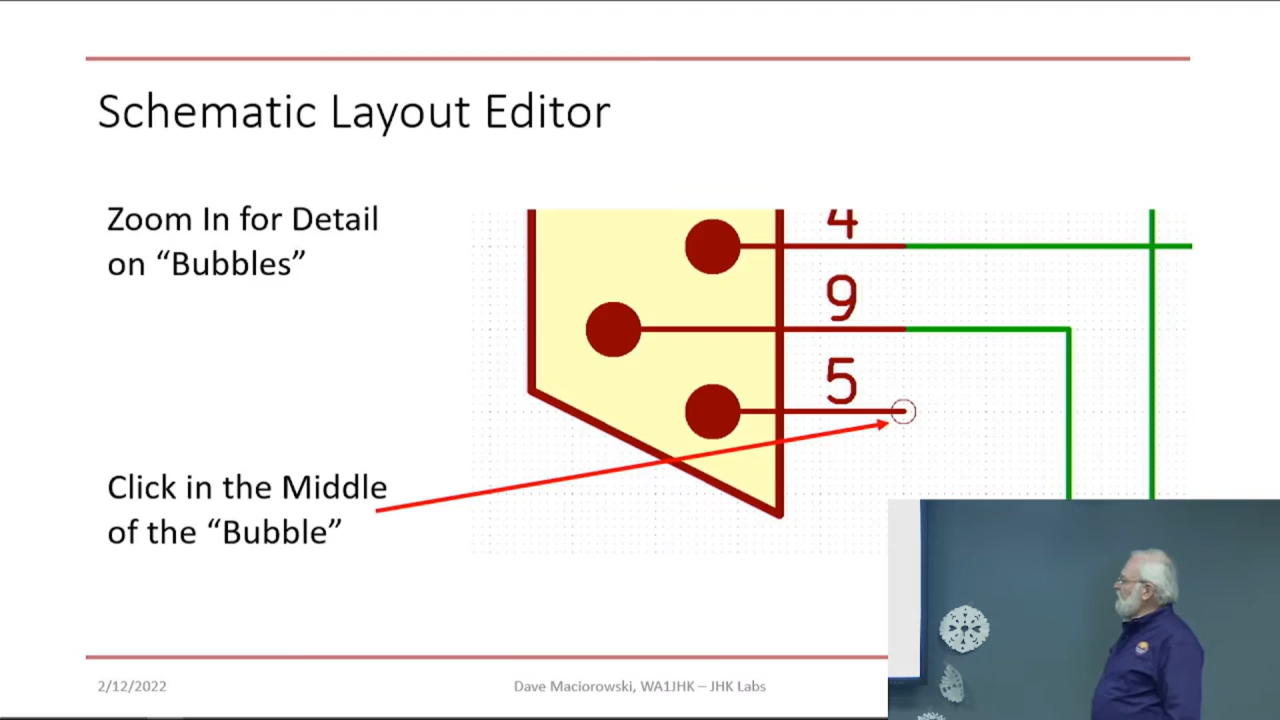 Schematic Layout Editor
Zoom In for Detail
on “Bubbles”
4
9
5
Click in the Middle
of the “Bubble”
2/12/2022
Dave Maciorowski, WA1JHK – JHK Labs